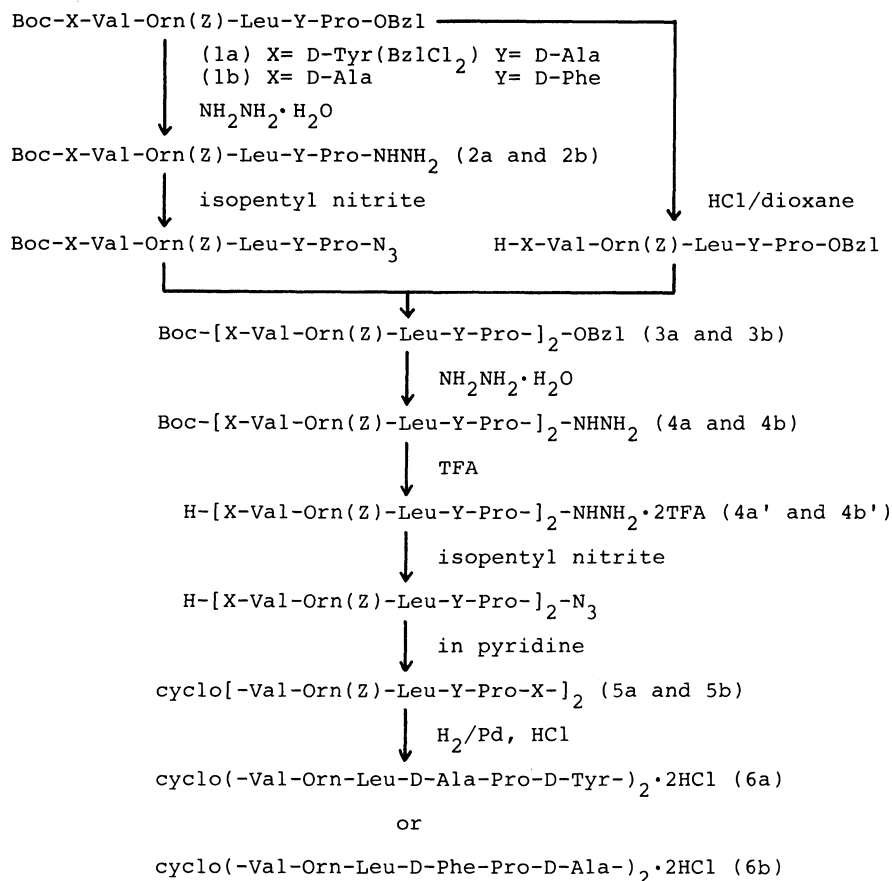 Boc-X-Val-Orn(Z)-Leu-Y-Pro-OBzl
(1a) X= D-Tyr(BzlCl2) Y= D-Ala
(1b) X= D-Ala Y= D-Phe
NH2NH2·H2O
Boc-X-Val-Orn(Z)-Leu-Y-Pro-NHNH2 (2a and 2b)
isopentyl nitrite
HCl/dioxane
Boc-X-Val-Orn(Z)-Leu-Y-Pro-N3
H-X-Val-Orn(Z)-Leu-Y-Pro-OBzl
Boc-[X-Val-Orn(Z)-Leu-Y-Pro-]2-OBzl (3a and 3b)
NH2NH2·H2O
Boc-[X-Val-Orn(Z)-Leu-Y-Pro-]2-NHNH2 (4a and 4b)
TFA
H-[X-Val-Orn(Z)-Leu-Y-Pro-]2-NHNH2·2TFA (4a' and 4b')
isopentyl nitrite
H-[X-Val-Orn(Z)-Leu-Y-Pro-]2-N3
in pyridine
cyclo[-Val-Orn(Z)-Leu-Y-Pro-X-]2 (5a and 5b)
H2/Pd, HCl
cyclo(-Val-Orn-Leu-D-Ala-Pro-D-Tyr-)2·2HCl (6a)
or
cyclo(-Val-Orn-Leu-D-Phe-Pro-D-Ala-)2·2HCl (6b)